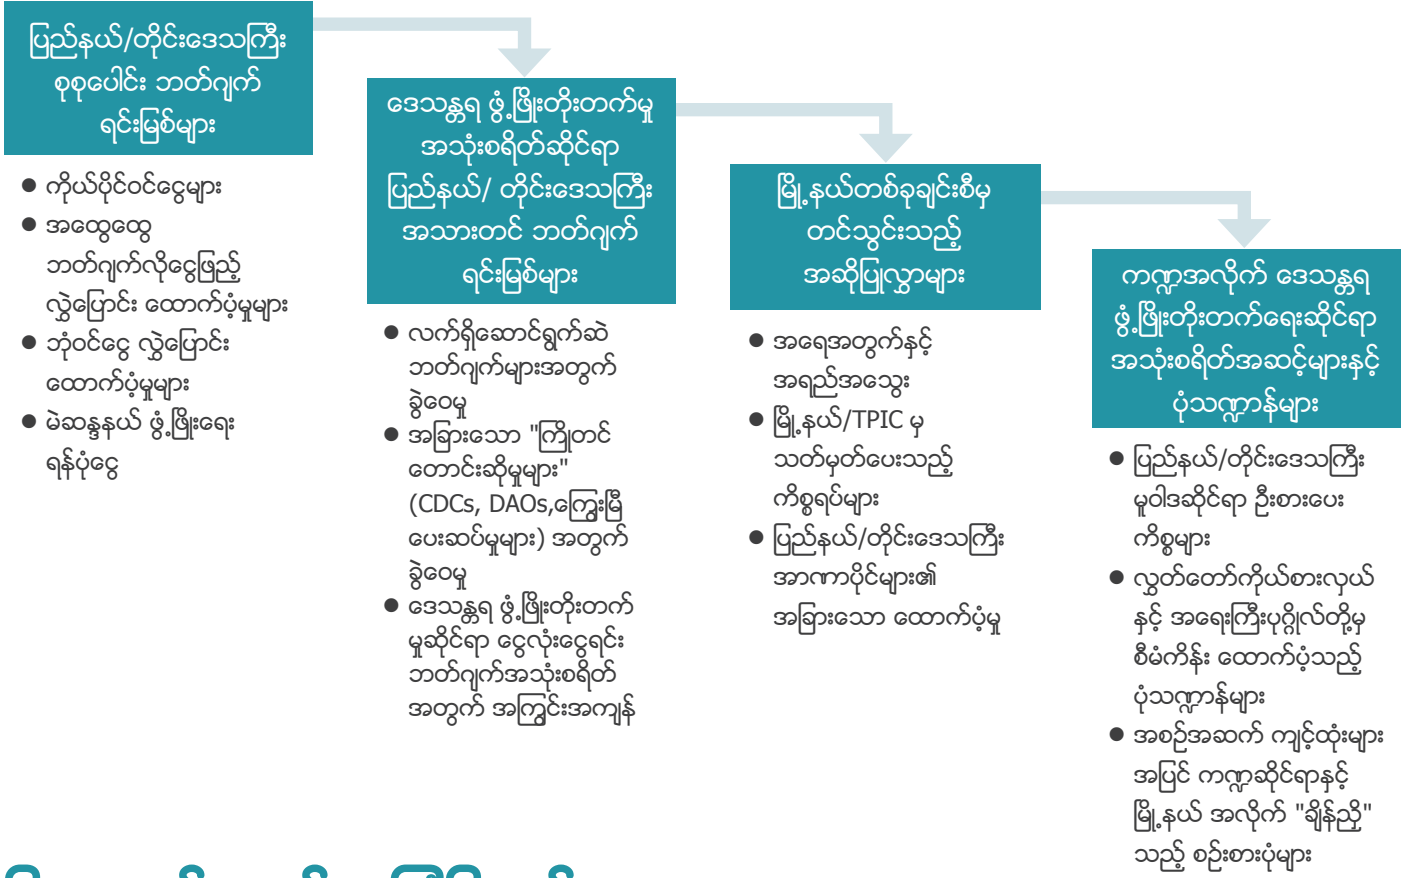 ပြည်နယ်/တိုင်းဒေသကြီး
စုစုပေါင်း ဘတ်ဂျက်
ရင်းမြစ်များ
● ကိုယ်ပိုင်ဝင်ငွေများ
● အထွေထွေ
ဘတ်ဂျက်လိုငွေဖြည့်
လွှဲပြောင်း ထောက်ပံ့မှုများ
● ဘုံဝင်ငွေ လွှဲပြောင်း
ထောက်ပံ့မှုများ
● မဲဆန္ဒနယ် ဖွံ့ဖြိုးရေး
ရန်ပုံငွေ
ဒေသန္တရ ဖွံ့ဖြိုးတိုးတက်မှု
အသုံးစရိတ်ဆိုင်ရာ
ပြည်နယ်/ တိုင်းဒေသကြီး
အသားတင် ဘတ်ဂျက်
ရင်းမြစ်များ
● လက်ရှိဆောင်ရွက်ဆဲ
ဘတ်ဂျက်များအတွက်
ခွဲဝေမှု
● အခြားသော "ကြိုတင်
တောင်းဆိုမှုများ"
(CDCs, DAOs,ကြွေးမြီ
ပေးဆပ်မှုများ) အတွက်
ခွဲဝေမှု
● ဒေသန္တရ ဖွံ့ဖြိုးတိုးတက်
မှုဆိုင်ရာ ငွေလုံးငွေရင်း
ဘတ်ဂျက်အသုံးစရိတ်
အတွက် အကြွင်းအကျန်
မြို့နယ်တစ်ခုချင်းစီမှ
တင်သွင်းသည့်
အဆိုပြုလွှာများ
● အရေအတွက်နှင့်
အရည်အသွေး
● မြို့နယ်/TPIC မှ
သတ်မှတ်ပေးသည့်
ကိစ္စရပ်များ
● ပြည်နယ်/တိုင်းဒေသကြီး
အာဏာပိုင်များ၏
အခြားသော ထောက်ပံ့မှု
ကဏ္ဍအလိုက် ဒေသန္တရ
ဖွံ့ဖြိုးတိုးတက်ရေးဆိုင်ရာ
အသုံးစရိတ်အဆင့်များနှင့်
ပုံသဏ္ဌာန်များ
● ပြည်နယ်/တိုင်းဒေသကြီး
မူဝါဒဆိုင်ရာ ဦးစားပေး
ကိစ္စများ
● လွှတ်တော်ကိုယ်စားလှယ်
နှင့် အရေးကြီးပုဂ္ဂိုလ်တို့မှ
စီမံကိန်း ထောက်ပံ့သည့်
ပုံသဏ္ဌာန်များ
● အစဉ်အဆက် ကျင့်ထုံးများ
အပြင် ကဏ္ဍဆိုင်ရာနှင့်
မြို့နယ် အလိုက် "ချိန်ညှိ"
သည့် စဉ်းစားပုံများ